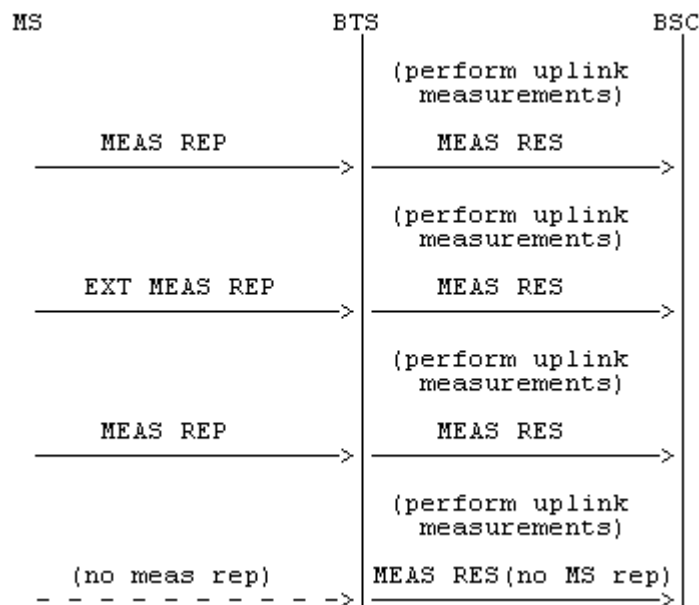 MS BTS BSC
(perform uplink
measurements)
MEAS REP MEAS RES
(perform uplink
measurements)
EXT MEAS REP MEAS RES
(perform uplink
measurements)
MEAS REP MEAS RES
(perform uplink
measurements)
(no meas rep) MEAS RES(no MS rep)